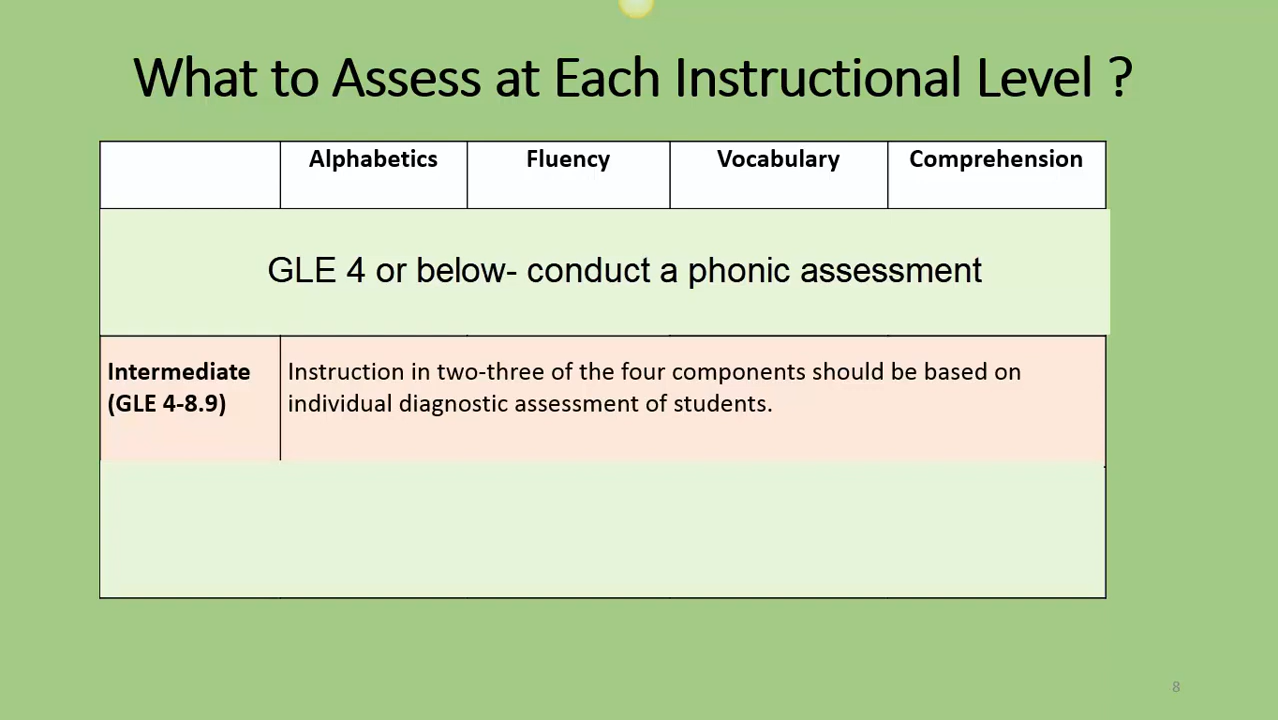 What to Assess at Each Instructional Level ?
Alphabetics Fluency Vocabulary Comprehension
GLE 4 or below- conduct a phonic assessment
Intermediate (GLE 4-8.9)
Instruction in two-three of the four components should be based on
individual diagnostic assessment of students.
8